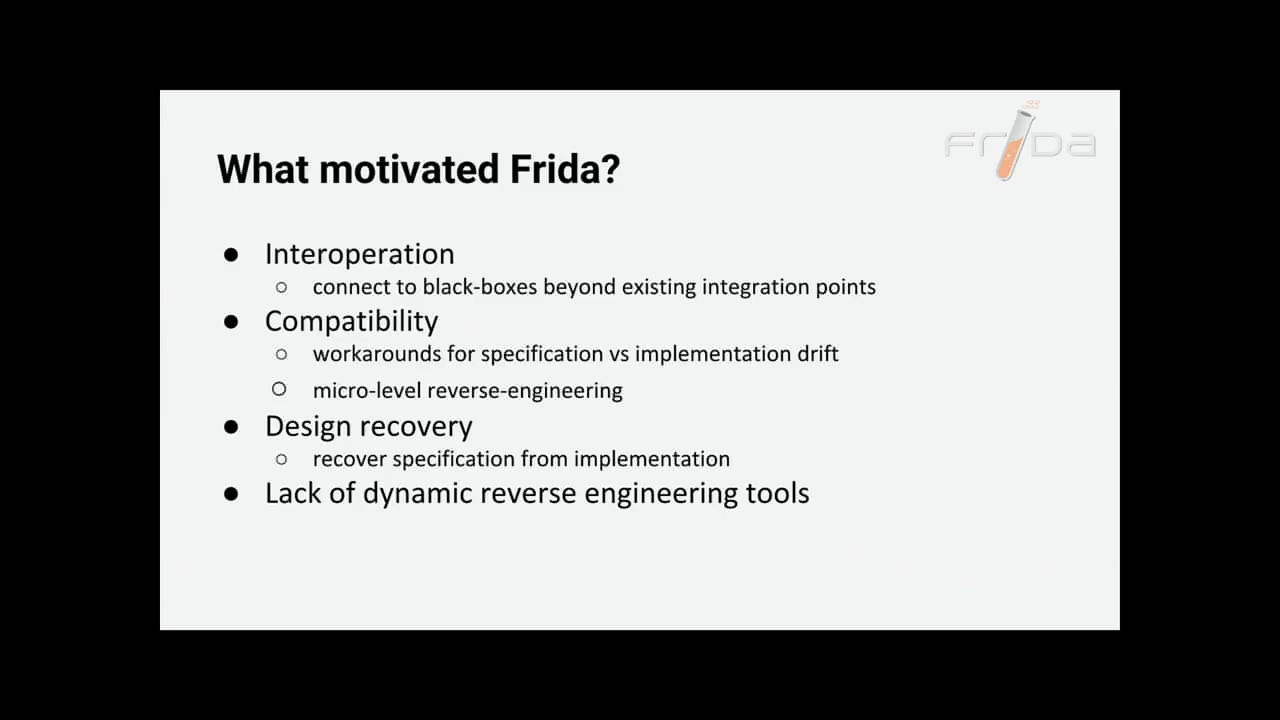 FRIDA
What motivated Frida?
● Interoperation
○ connect to black-boxes beyond existing integration points
● Compatibility
○ workarounds for specification vs implementation drift
○ micro-level reverse-engineering
● Design recovery
○ recover specification from implementation
● Lack of dynamic reverse engineering tools